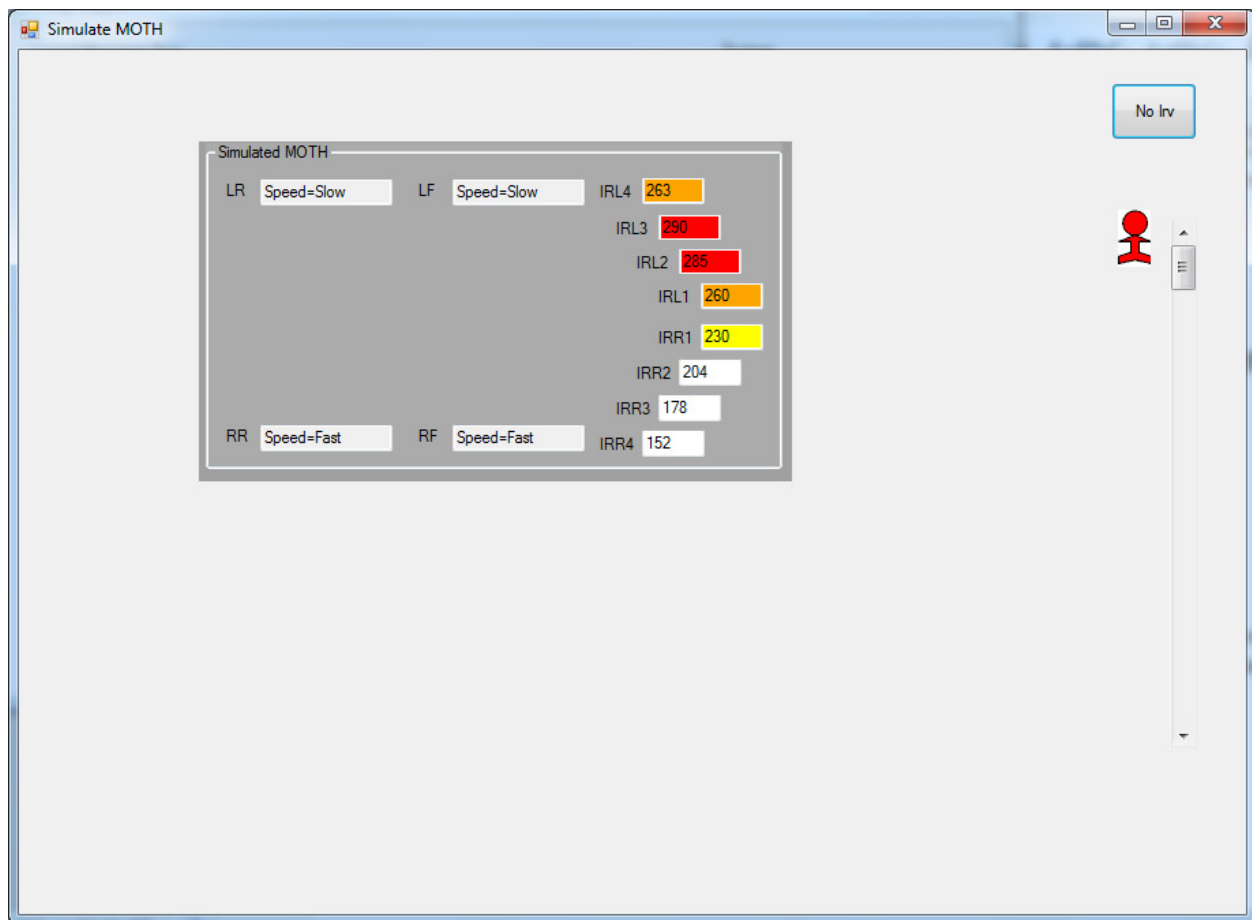 Simulate MOTH
No Irv
Simulated MOTH
LR Speed=Slow LF Speed=Slow IRL4 263
IRL3 290
IRL2 285
IRL1 260
IRR1 230
IRR2 204
IRR3 178
RR Speed=Fast RF Speed=Fast IRR4 152